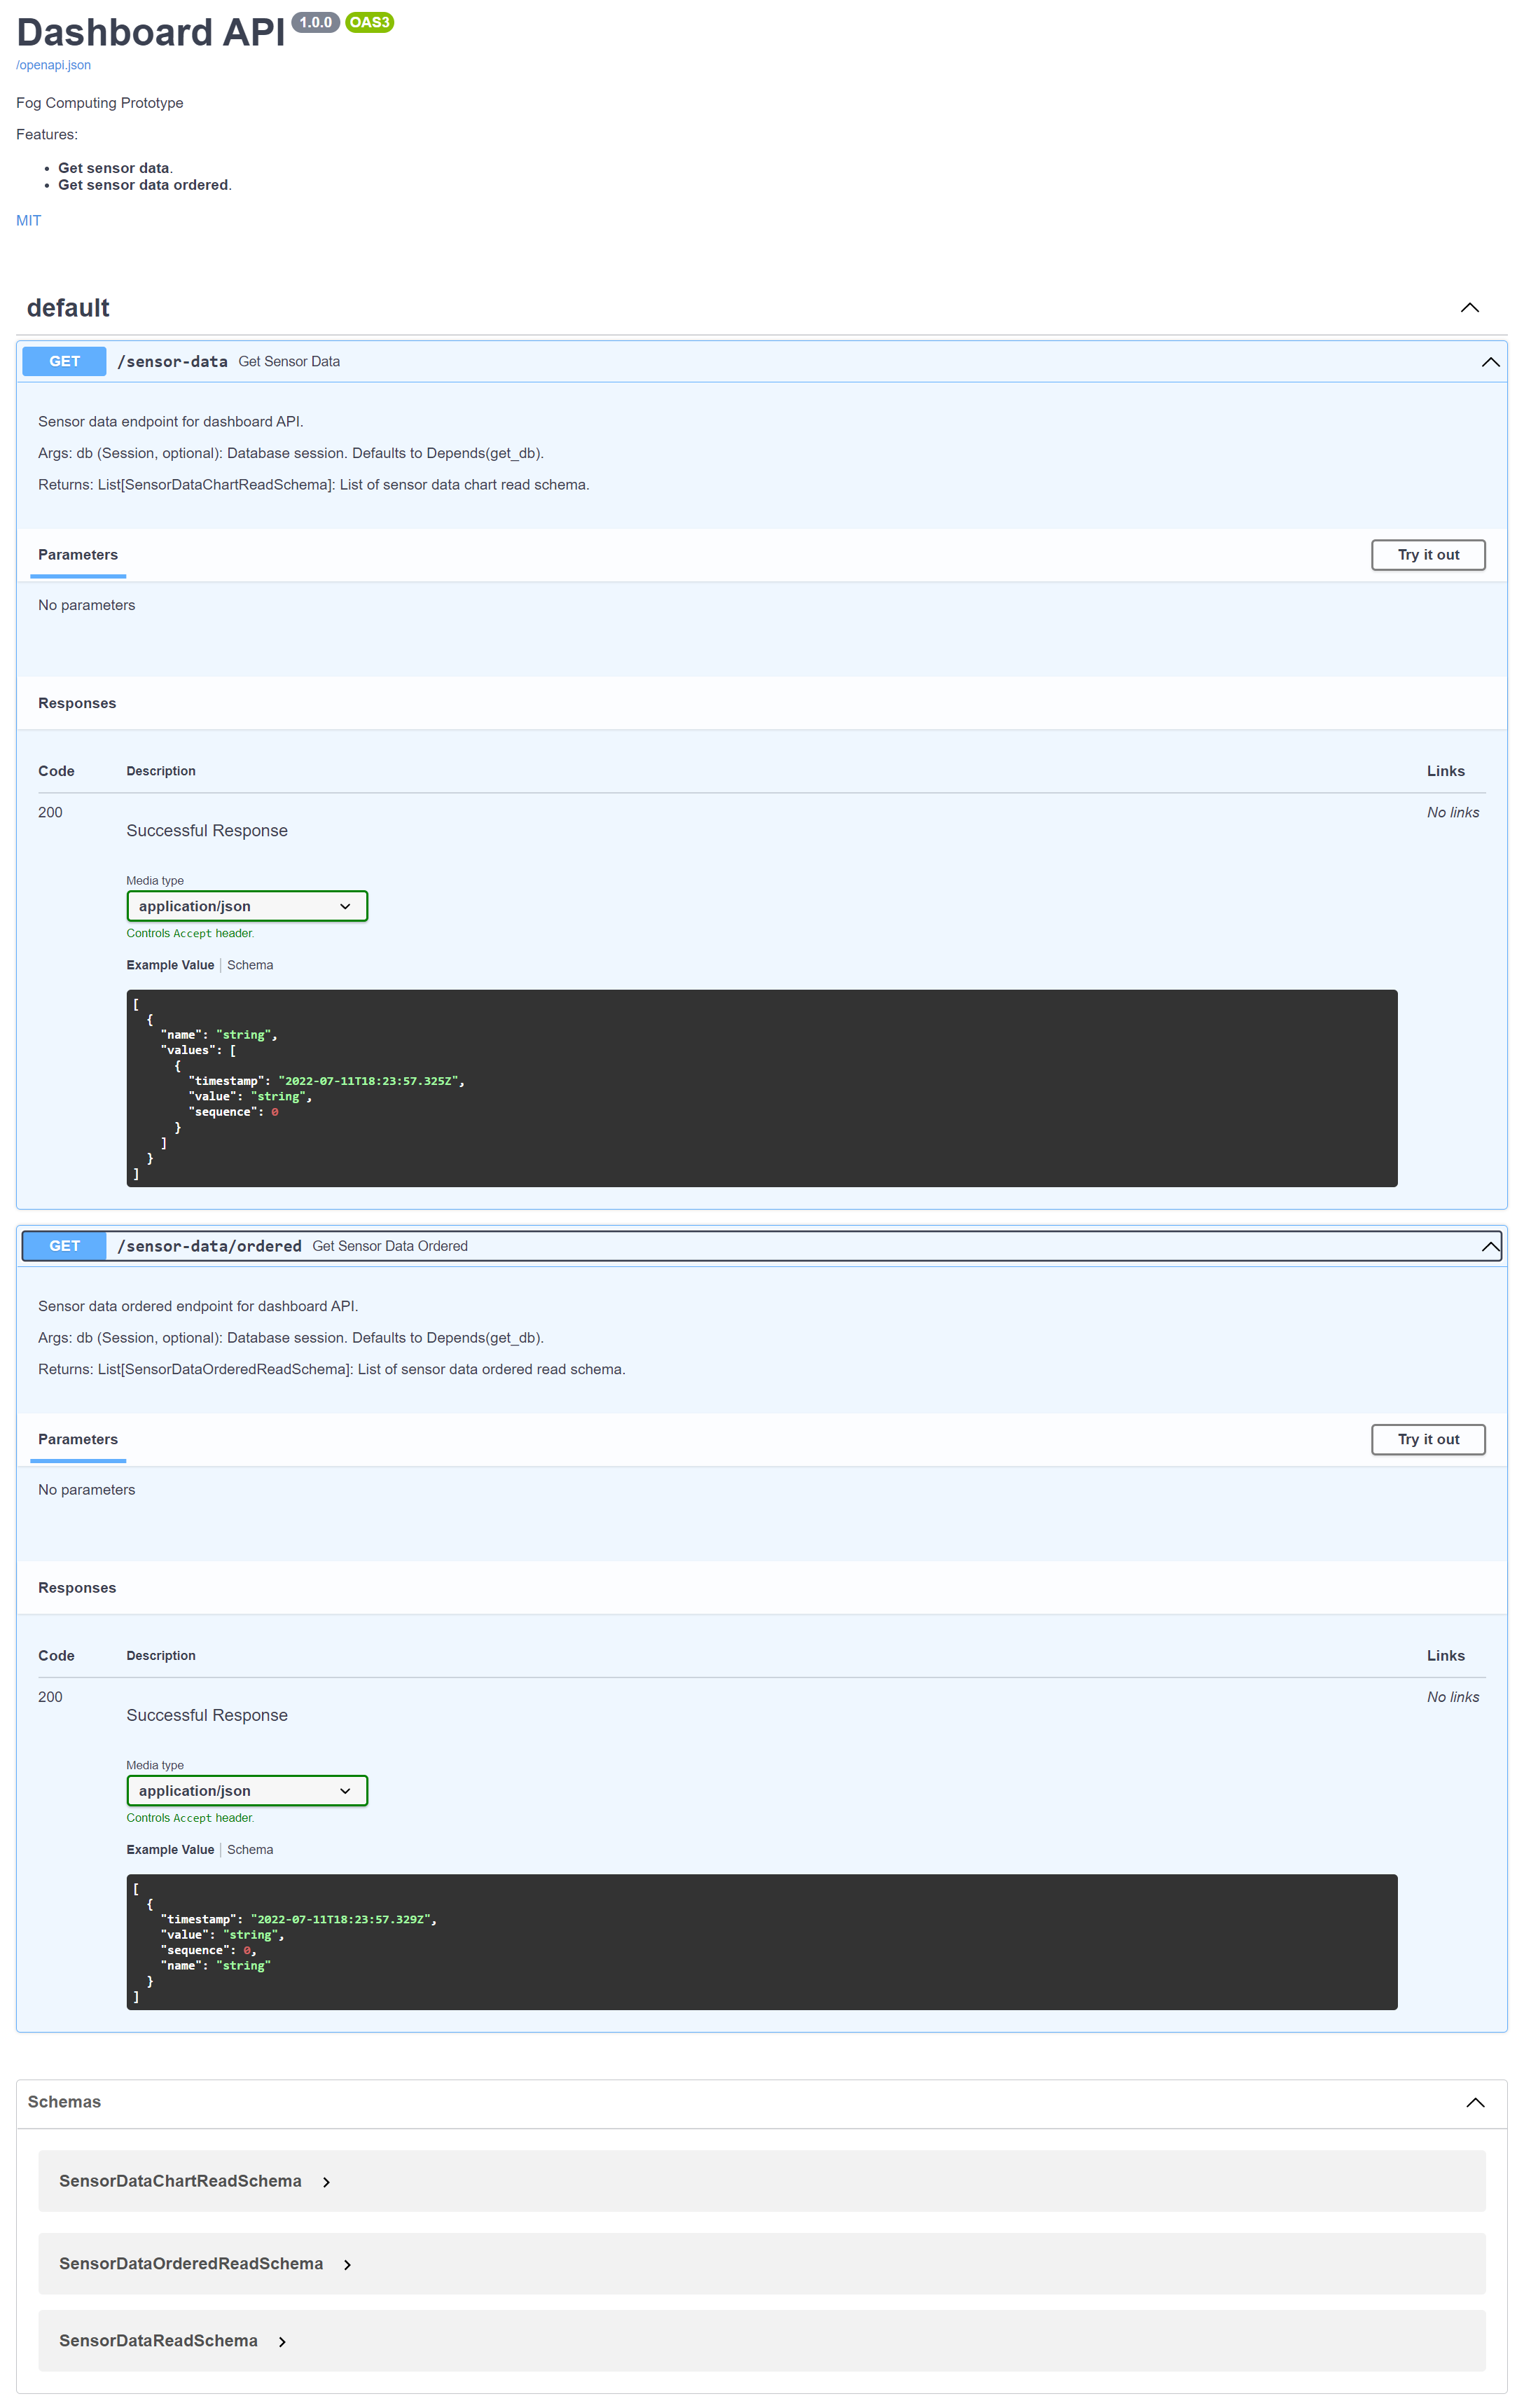 Dashboard API 1.0.0 OAS3
/openapi.json
Fog Computing Prototype
Features:
• Get sensor data.
• Get sensor data ordered.
MIT
default
GET /sensor-data Get Sensor Data
Sensor data endpoint for dashboard API.
Args: db (Session, optional): Database session. Defaults to Depends(get_db).
Returns: List[SensorDataChartReadSchema]: List of sensor data chart read schema.
Parameters Try it out
No parameters
Responses
Code Description Links
200 No links
Successful Response
Media type
application/json
Controls Accept header.
Example Value Schema
[
  {
    "name": "string",
    "values": [
      {
        "timestamp": "2022-07-11T18:23:57.325Z",
        "value": "string",
        "sequence": 0
      }
    ]
  }
]
GET /sensor-data/ordered Get Sensor Data Ordered
Sensor data ordered endpoint for dashboard API.
Args: db (Session, optional): Database session. Defaults to Depends(get_db).
Returns: List[SensorDataOrderedReadSchema]: List of sensor data ordered read schema.
Parameters Try it out
No parameters
Responses
Code Description Links
200 No links
Successful Response
Media type
application/json
Controls Accept header.
Example Value Schema
[
  {
    "timestamp": "2022-07-11T18:23:57.329Z",
    "value": "string",
    "sequence": 0,
    "name": "string"
  }
]
Schemas
SensorDataChartReadSchema
SensorDataOrderedReadSchema
SensorDataReadSchema